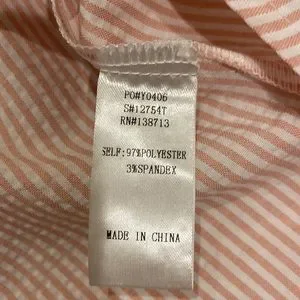 PO#Y0406
S#12754T
RN#138713
SELF:97%POLYESTER
3%SPANDEX
MADE IN CHINA